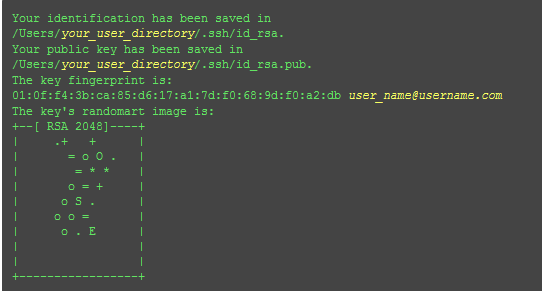 Your identification has been saved in
/Users/your_user_directory/.ssh/id_rsa.
Your public key has been saved in
/Users/your_user_directory/.ssh/id_rsa.pub.
The key fingerprint is:
01:0f:f4:3b:ca:85:d6:17:a1:7d:f0:68:9d:f0:a2:db user_name@username.com
The key's randomart image is:
+--[ RSA 2048]----+
|     .+   +      |
|       = o O .   |
|        = * *    |
|       o = +     |
|      o S .      |
|     o o =       |
|      o . E      |
|                 |
|                 |
+-----------------+